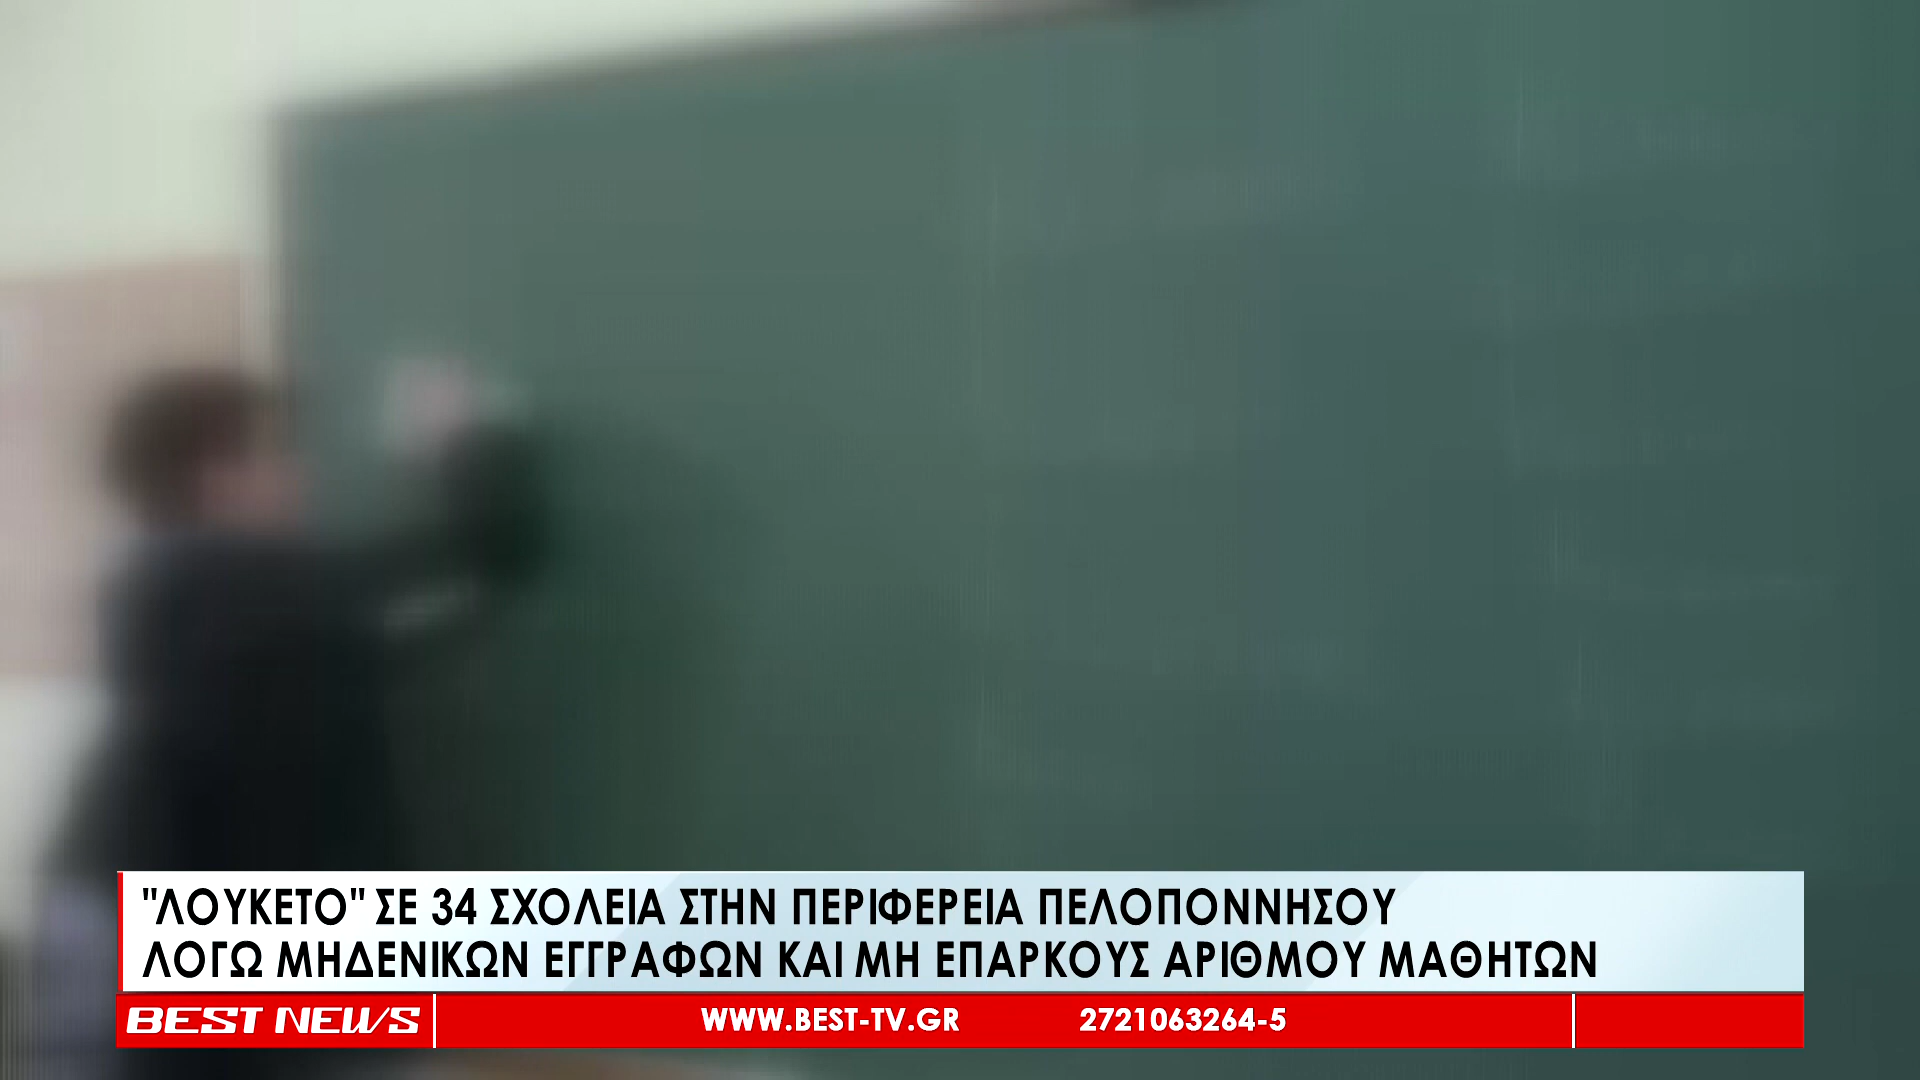 "ΛΟΥΚΕΤΟ" ΣΕ 34 ΣΧΟΛΕΙΑ ΣΤΗΝ ΠΕΡΙΦΕΡΕΙΑ ΠΕΛΟΠΟΝΝΗΣΟΥ
ΛΟΓΩ ΜΗΔΕΝΙΚΩΝ ΕΓΓΡΑΦΩΝ ΚΑΙ ΜΗ ΕΠΑΡΚΟΥΣ ΑΡΙΘΜΟΥ ΜΑΘΗΤΩΝ
BEST NEWS WWW.BEST-TV.GR 2721063264-5